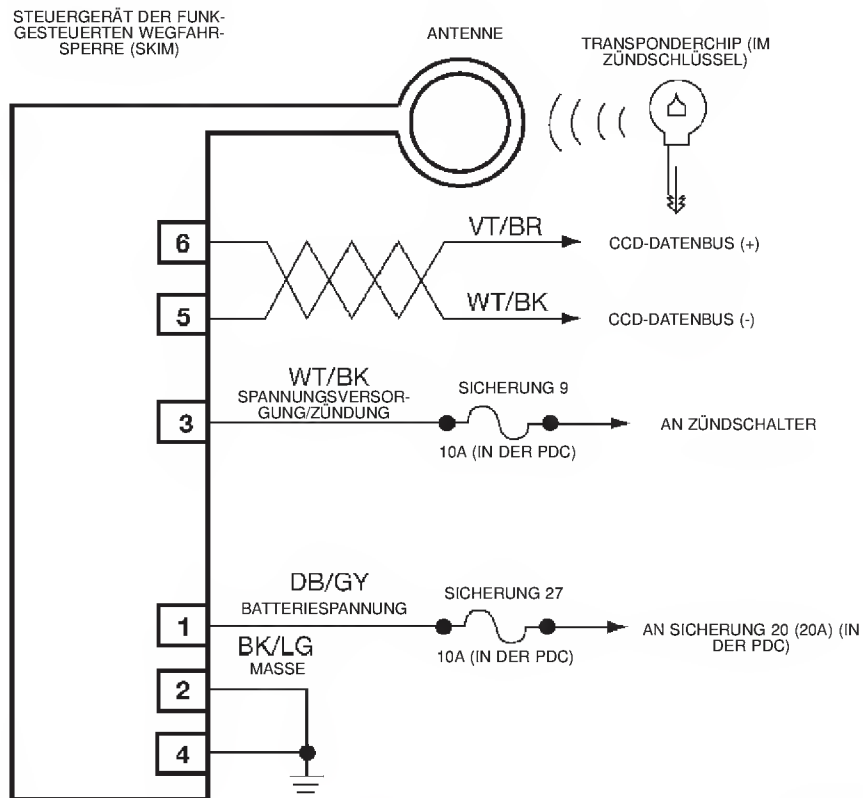 STEUERGERÄT DER FUNK-
GESTEUERTEN WEGFAHR-
SPERRE (SKIM)
ANTENNE
TRANSPONDERCHIP (IM
ZÜNDSCHLÜSSEL)
6
VT/BR
CCD-DATENBUS (+)
5
WT/BK
CCD-DATENBUS (-)
3
WT/BK
SPANNUNGSVERSOR-
GUNG/ZÜNDUNG
SICHERUNG 9
10A (IN DER PDC)
AN ZÜNDSCHALTER
1
DB/GY
BATTERIESPANNUNG
SICHERUNG 27
10A (IN DER PDC)
AN SICHERUNG 20 (20A) (IN
DER PDC)
BK/LG
MASSE
2
4